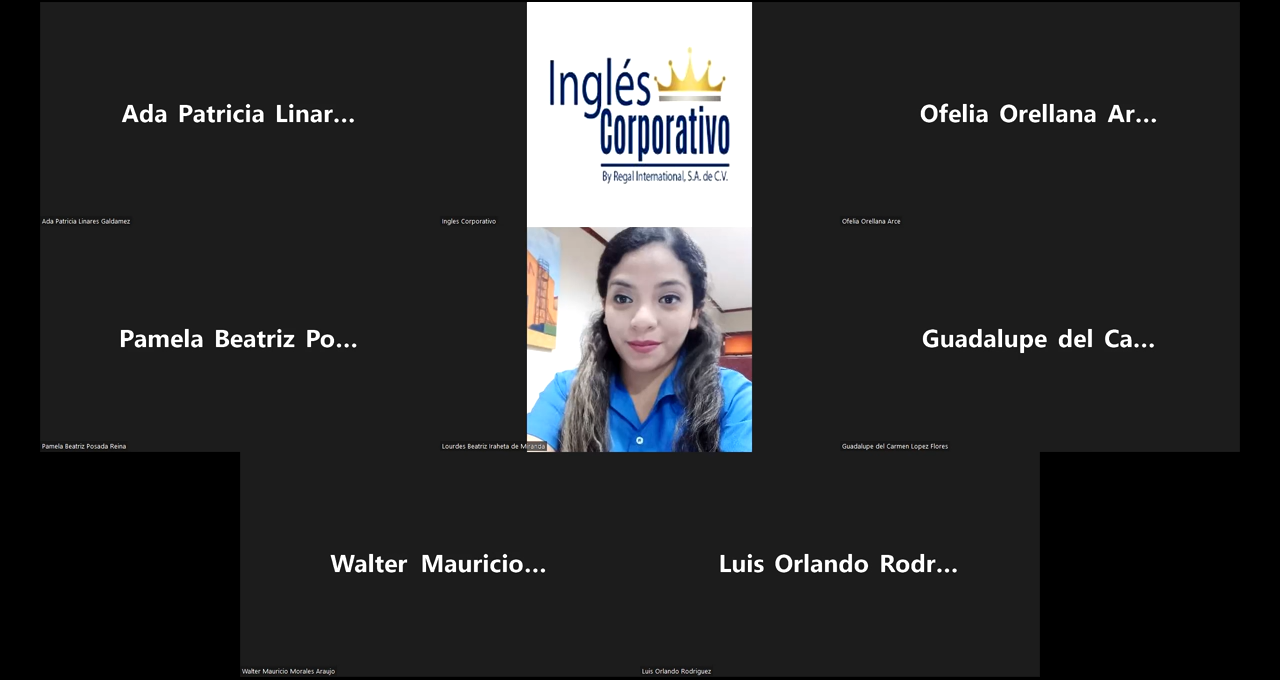 Ada Patricia Linar...
Inglés
Corporativo
By Regal International, S.A. de C.V.
Ofelia Orellana Ar...
Ada Patricia Linares Galdamez
Ingles Corporativo
Ofelia Orellana Arce
Pamela Beatriz Po...
Guadalupe del Ca...
Pamela Beatriz Posada Reina
Lourdes Beatriz Iraheta de Miranda
Guadalupe del Carmen Lopez Flores
Walter Mauricio...
Luis Orlando Rodr...
Walter Mauricio Morales Araujo
Luis Orlando Rodriguez